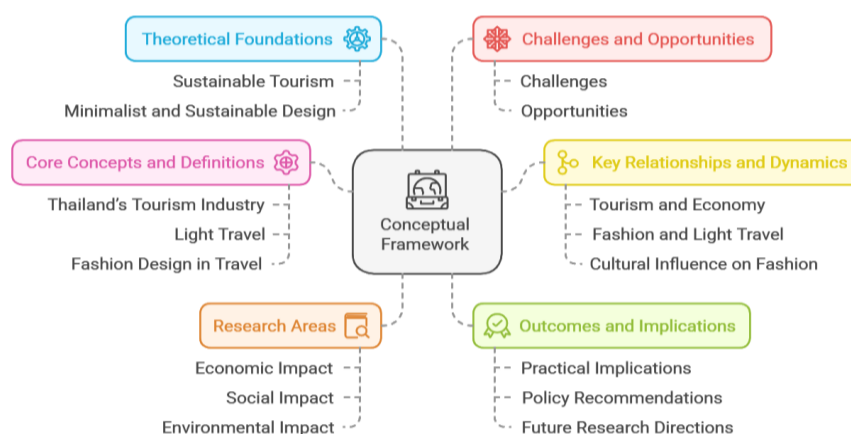 Theoretical Foundations
Sustainable Tourism
Minimalist and Sustainable Design
Core Concepts and Definitions
Thailand's Tourism Industry
Light Travel
Fashion Design in Travel
Research Areas
Economic Impact
Social Impact
Environmental Impact
Conceptual
Framework
Challenges and Opportunities
Challenges
Opportunities
Key Relationships and Dynamics
Tourism and Economy
Fashion and Light Travel
Cultural Influence on Fashion
Outcomes and Implications
Practical Implications
Policy Recommendations
Future Research Directions